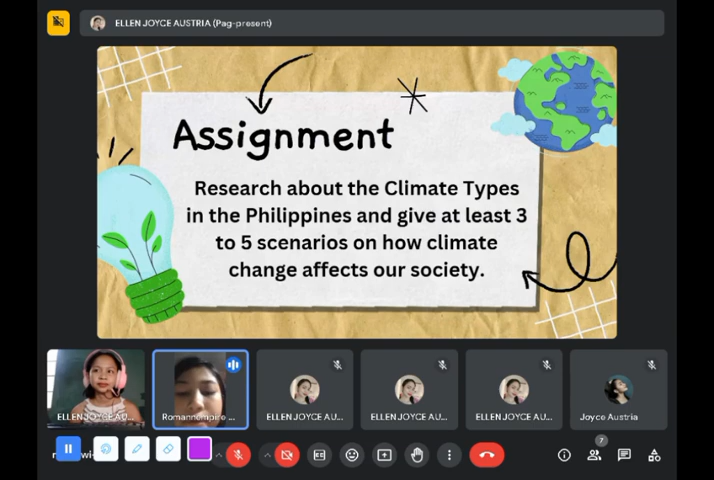 ELLEN JOYCE AUSTRIA (Pag-present)
Assignment
Research about the Climate Types
in the Philippines and give at least 3
to 5 scenarios on how climate
change affects our society.
ELLEN JOYCE AU...
Romannempire ...
ELLEN JOYCE AU...
ELLEN JOYCE AU...
ELLEN JOYCE AU...
Joyce Austria
7